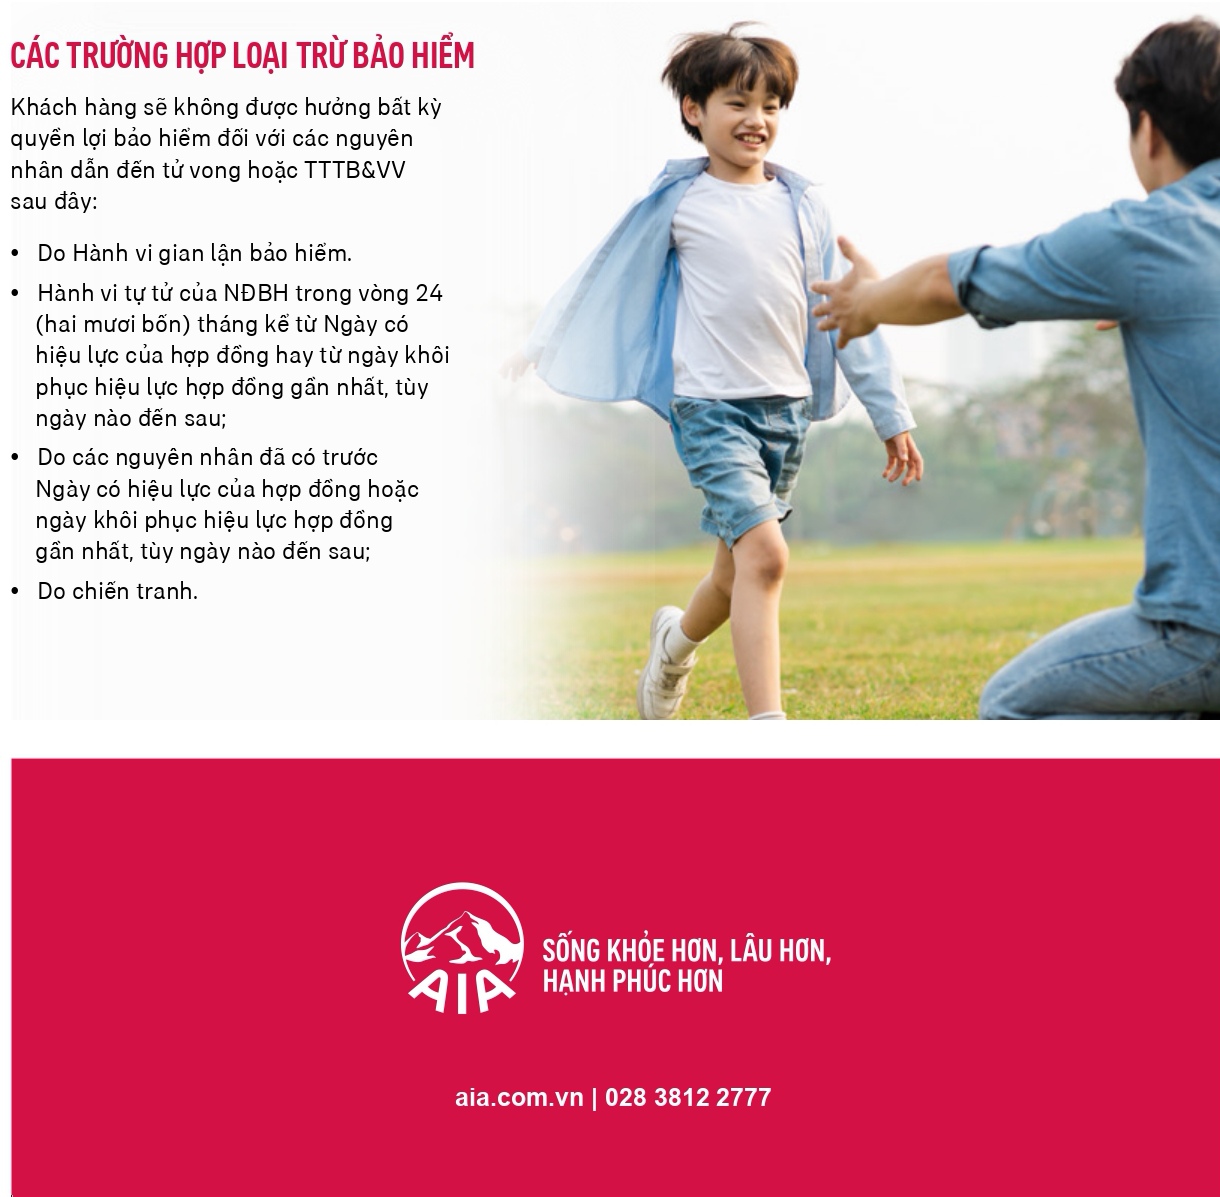 CÁC TRƯỜNG HỢP LOẠI TRỪ BẢO HIỂM
Khách hàng sẽ không được hưởng bất kỳ
quyền lợi bảo hiểm đối với các nguyên
nhân dẫn đến tử vong hoặc TTTB&VV
sau đây:
• Do Hành vi gian lận bảo hiểm.
• Hành vi tự tử của NĐBH trong vòng 24
(hai mươi bốn) tháng kể từ Ngày có
hiệu lực của hợp đồng hay từ ngày khôi
phục hiệu lực hợp đồng gần nhất, tùy
ngày nào đến sau;
• Do các nguyên nhân đã có trước
Ngày có hiệu lực của hợp đồng hoặc
ngày khôi phục hiệu lực hợp đồng
gần nhất, tùy ngày nào đến sau;
• Do chiến tranh.
AIA
SỐNG KHỎE HƠN, LÂU HƠN,
HẠNH PHÚC HƠN
aia.com.vn | 028 3812 2777